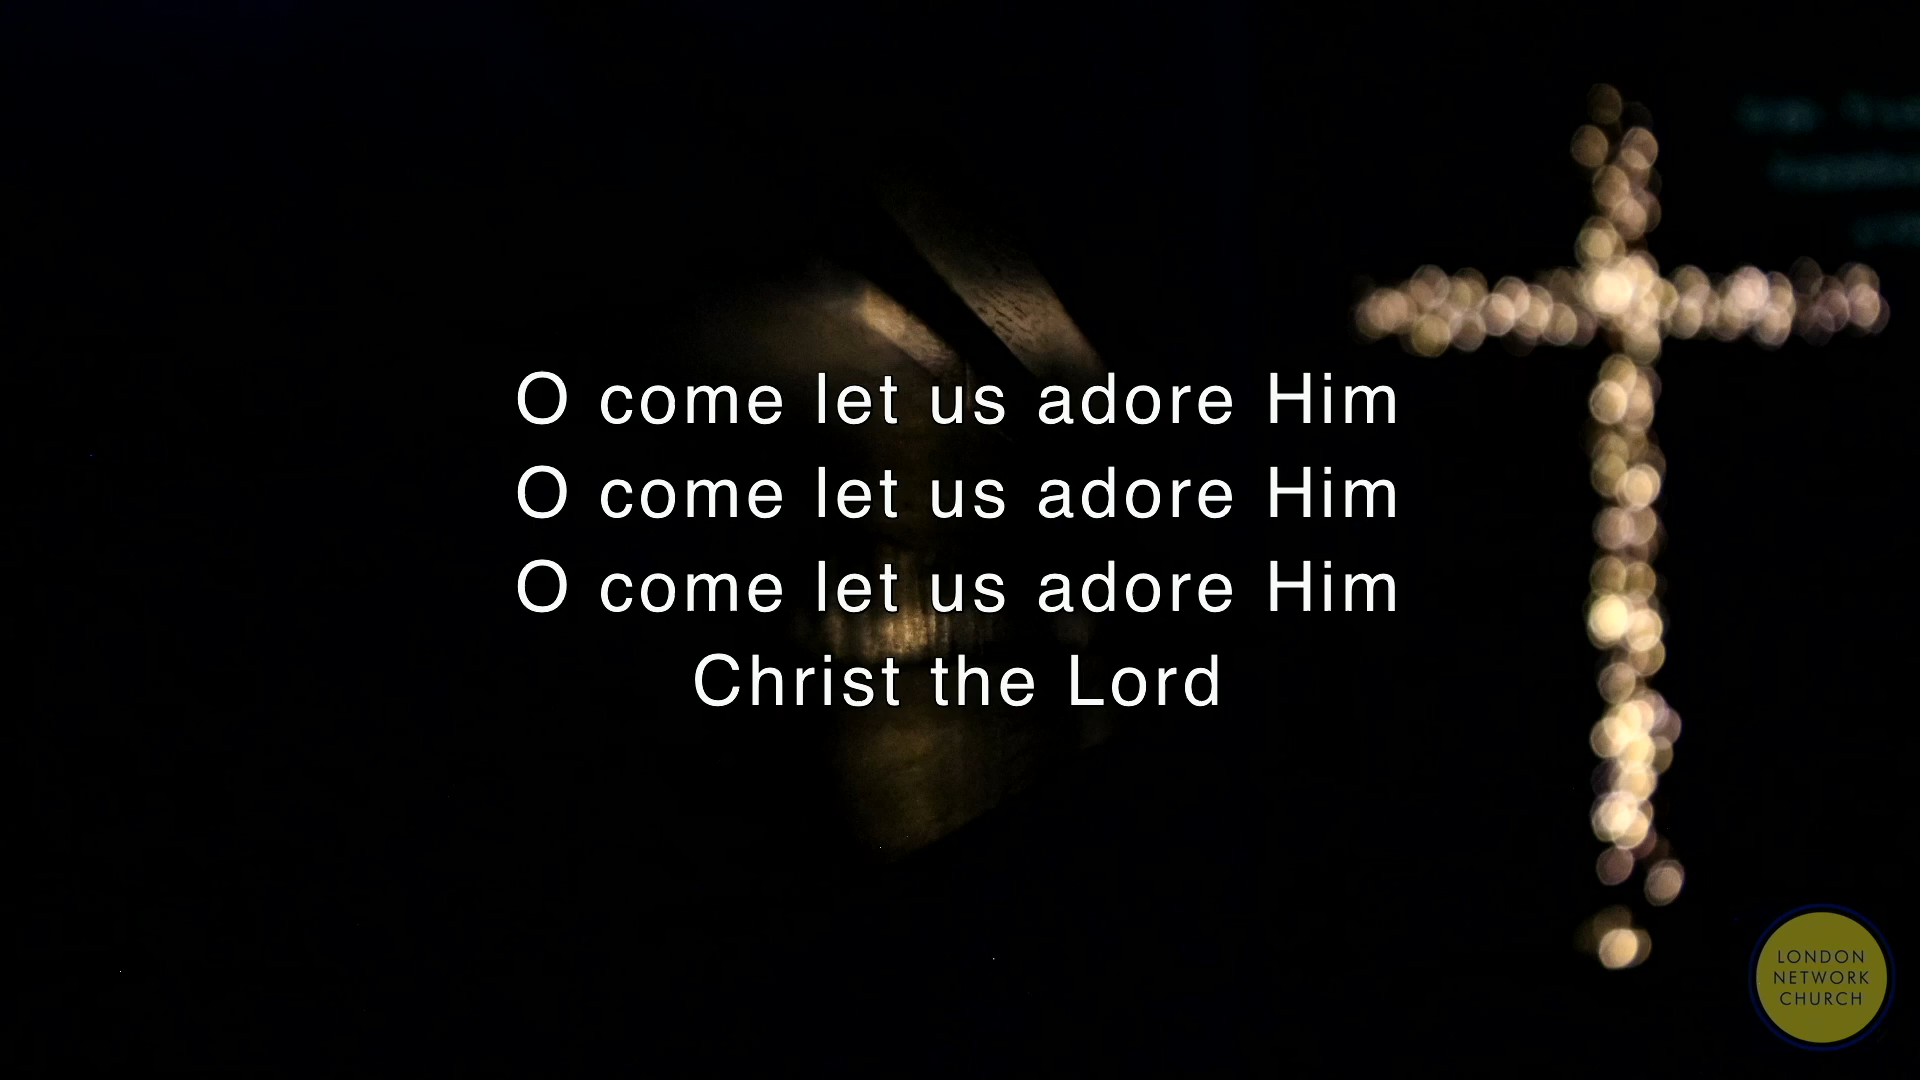 O come let us adore Him
O come let us adore Him
O come let us adore Him
Christ the Lord
LONDON
NETWORK
CHURCH